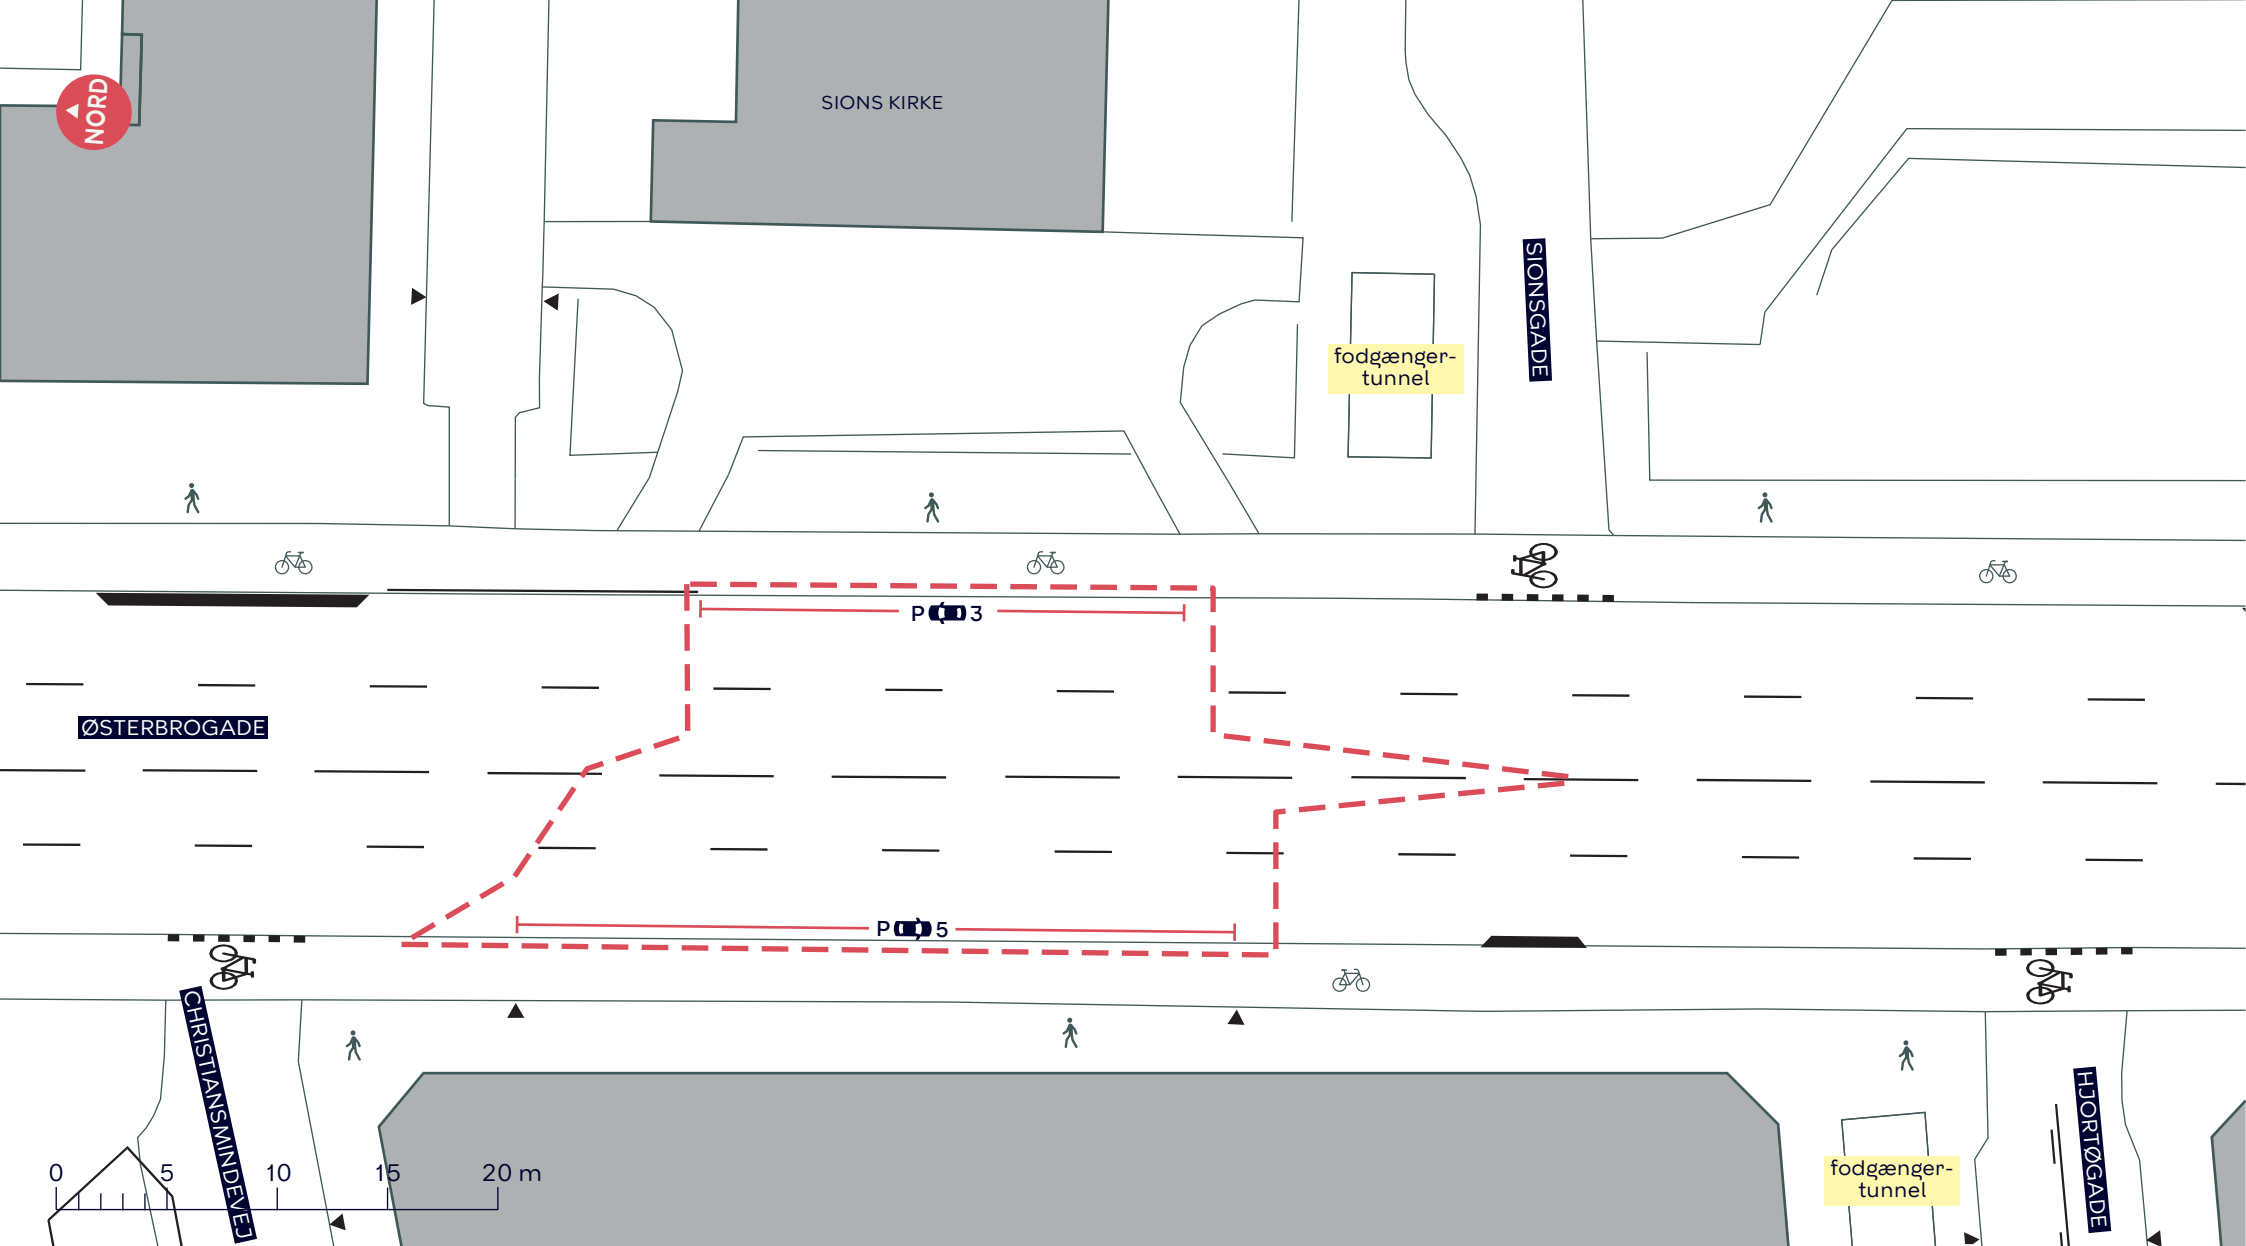 NORD
SIONS KIRKE
SIONSGADE
fodgænger-
tunnel
P 3
ØSTERBROGADE
P 5
CHRISTIANSMINDEVEJ
HJORTØGADE
fodgænger-
tunnel
0 5 10 15 20 m